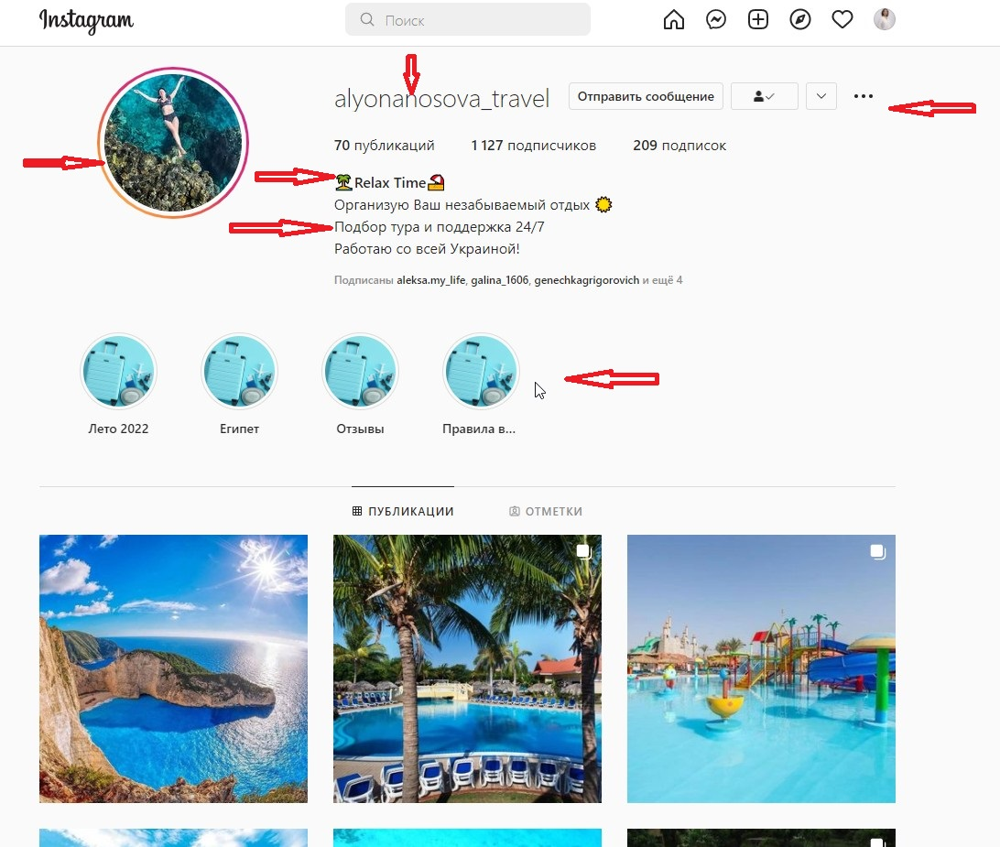 Instagram
Поиск
alyonanosova_travel
Отправить сообщение
70 публикаций 1 127 подписчиков 209 подписок
🏝Relax Time🏖
Организую Ваш незабываемый отдых ☀
Подбор тура и поддержка 24/7
Работаю со всей Украиной!
Подписаны aleksa.my_life, galina_1606, genechkagrigorovich и ещё 4
Лето 2022 Египет Отзывы Правила в...
ПУБЛИКАЦИИ ОТМЕТКИ